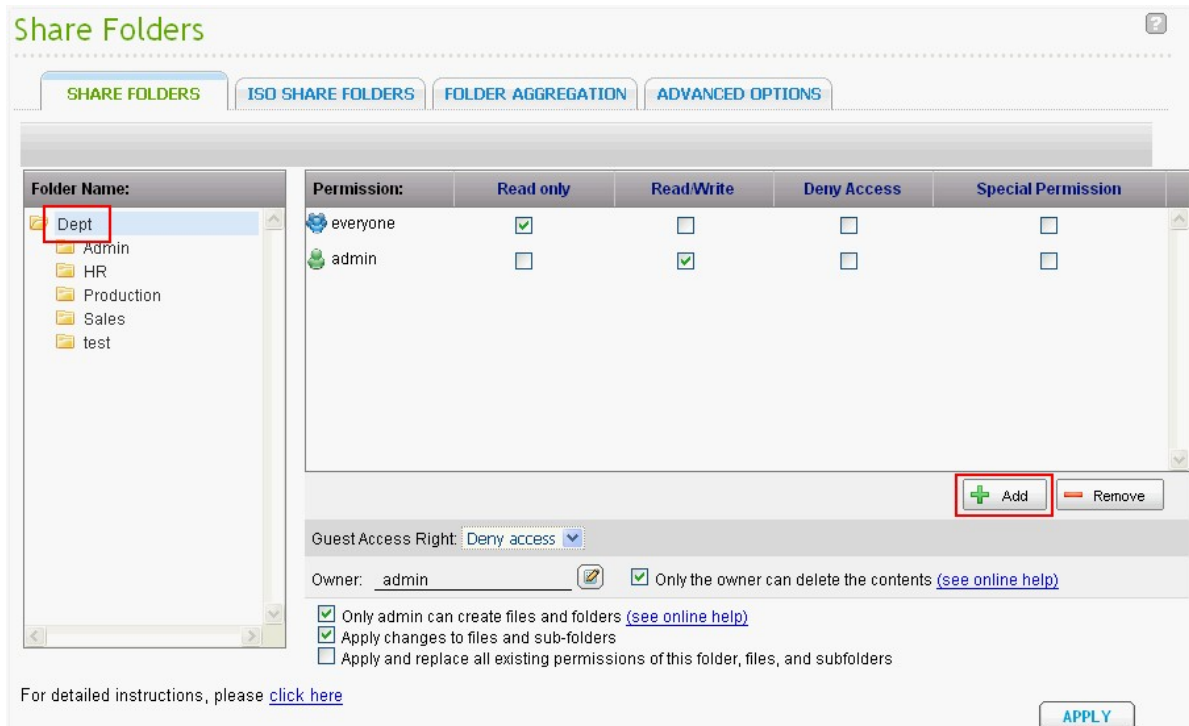 Share Folders
?
SHARE FOLDERS ISO SHARE FOLDERS FOLDER AGGREGATION ADVANCED OPTIONS
Folder Name:
Dept
Admin
HR
Production
Sales
test
Permission: Read only Read/Write Deny Access Special Permission
everyone
admin
Add Remove
Guest Access Right: Deny access
Owner: admin Only the owner can delete the contents (see online help)
Only admin can create files and folders (see online help)
Apply changes to files and sub-folders
Apply and replace all existing permissions of this folder, files, and subfolders
For detailed instructions, please click here
APPLY